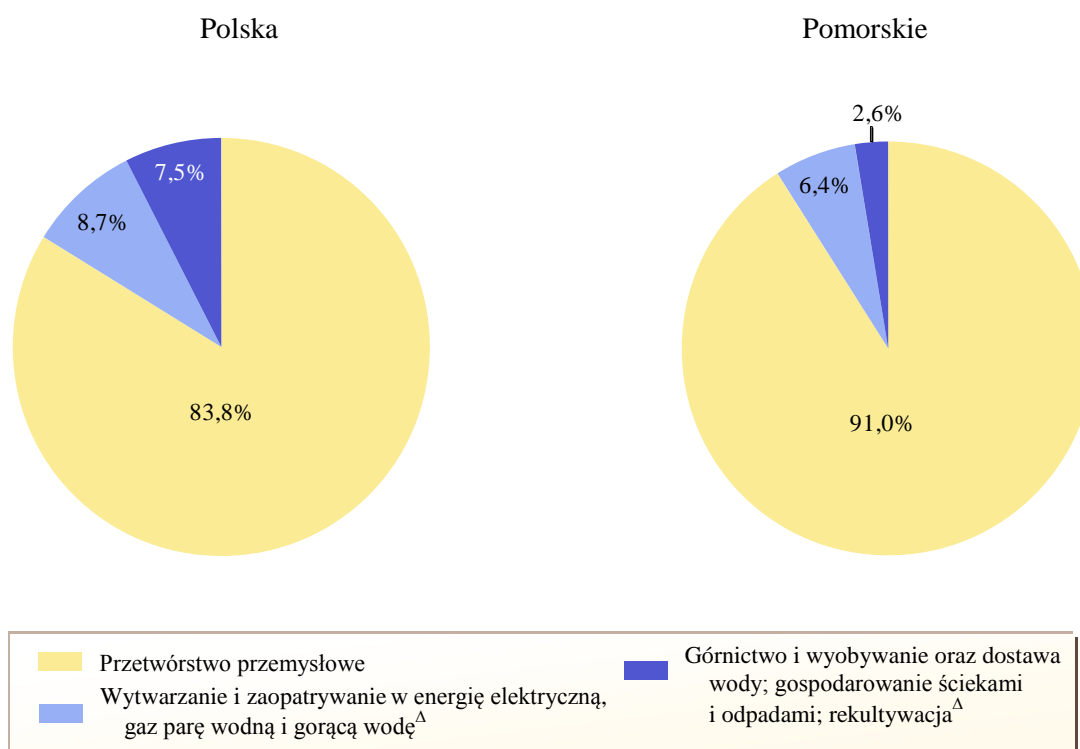 Polska
Pomorskie
7,5%
8,7%
83,8%
2,6%
6,4%
91,0%
Przetwórstwo przemysłowe
Wytwarzanie i zaopatrywanie w energię elektryczną,
gaz parę wodną i gorącą wodę^Δ
Górnictwo i wyobywanie oraz dostawa
wody; gospodarowanie ściekami
i odpadami; rekultywacja^Δ